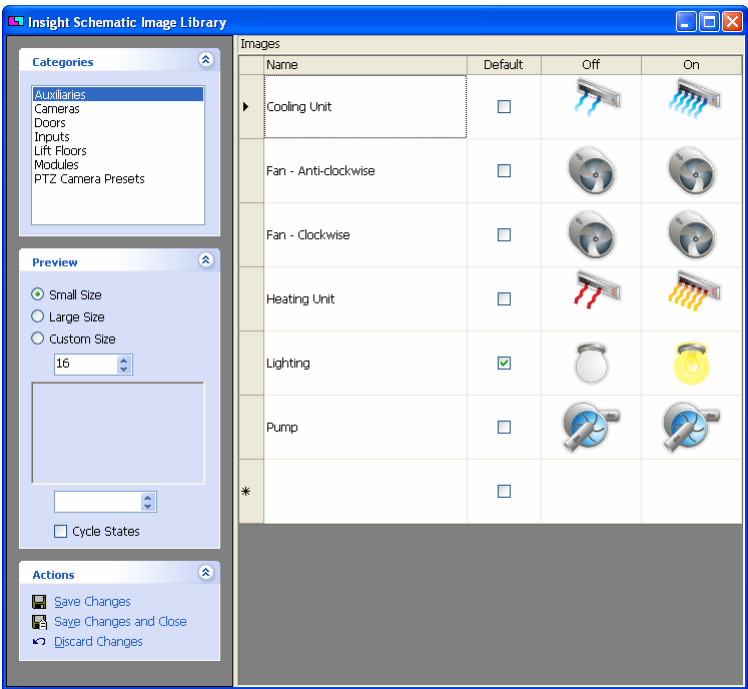 Insight Schematic Image Library
Categories
Auxiliaries
Cameras
Doors
Inputs
Lift Floors
Modules
PTZ Camera Presets
Preview
Small Size
Large Size
Custom Size
16
Cycle States
Actions
Save Changes
Save Changes and Close
Discard Changes
Images
Name Default Off On
Cooling Unit
Fan - Anti-clockwise
Fan - Clockwise
Heating Unit
Lighting
Pump